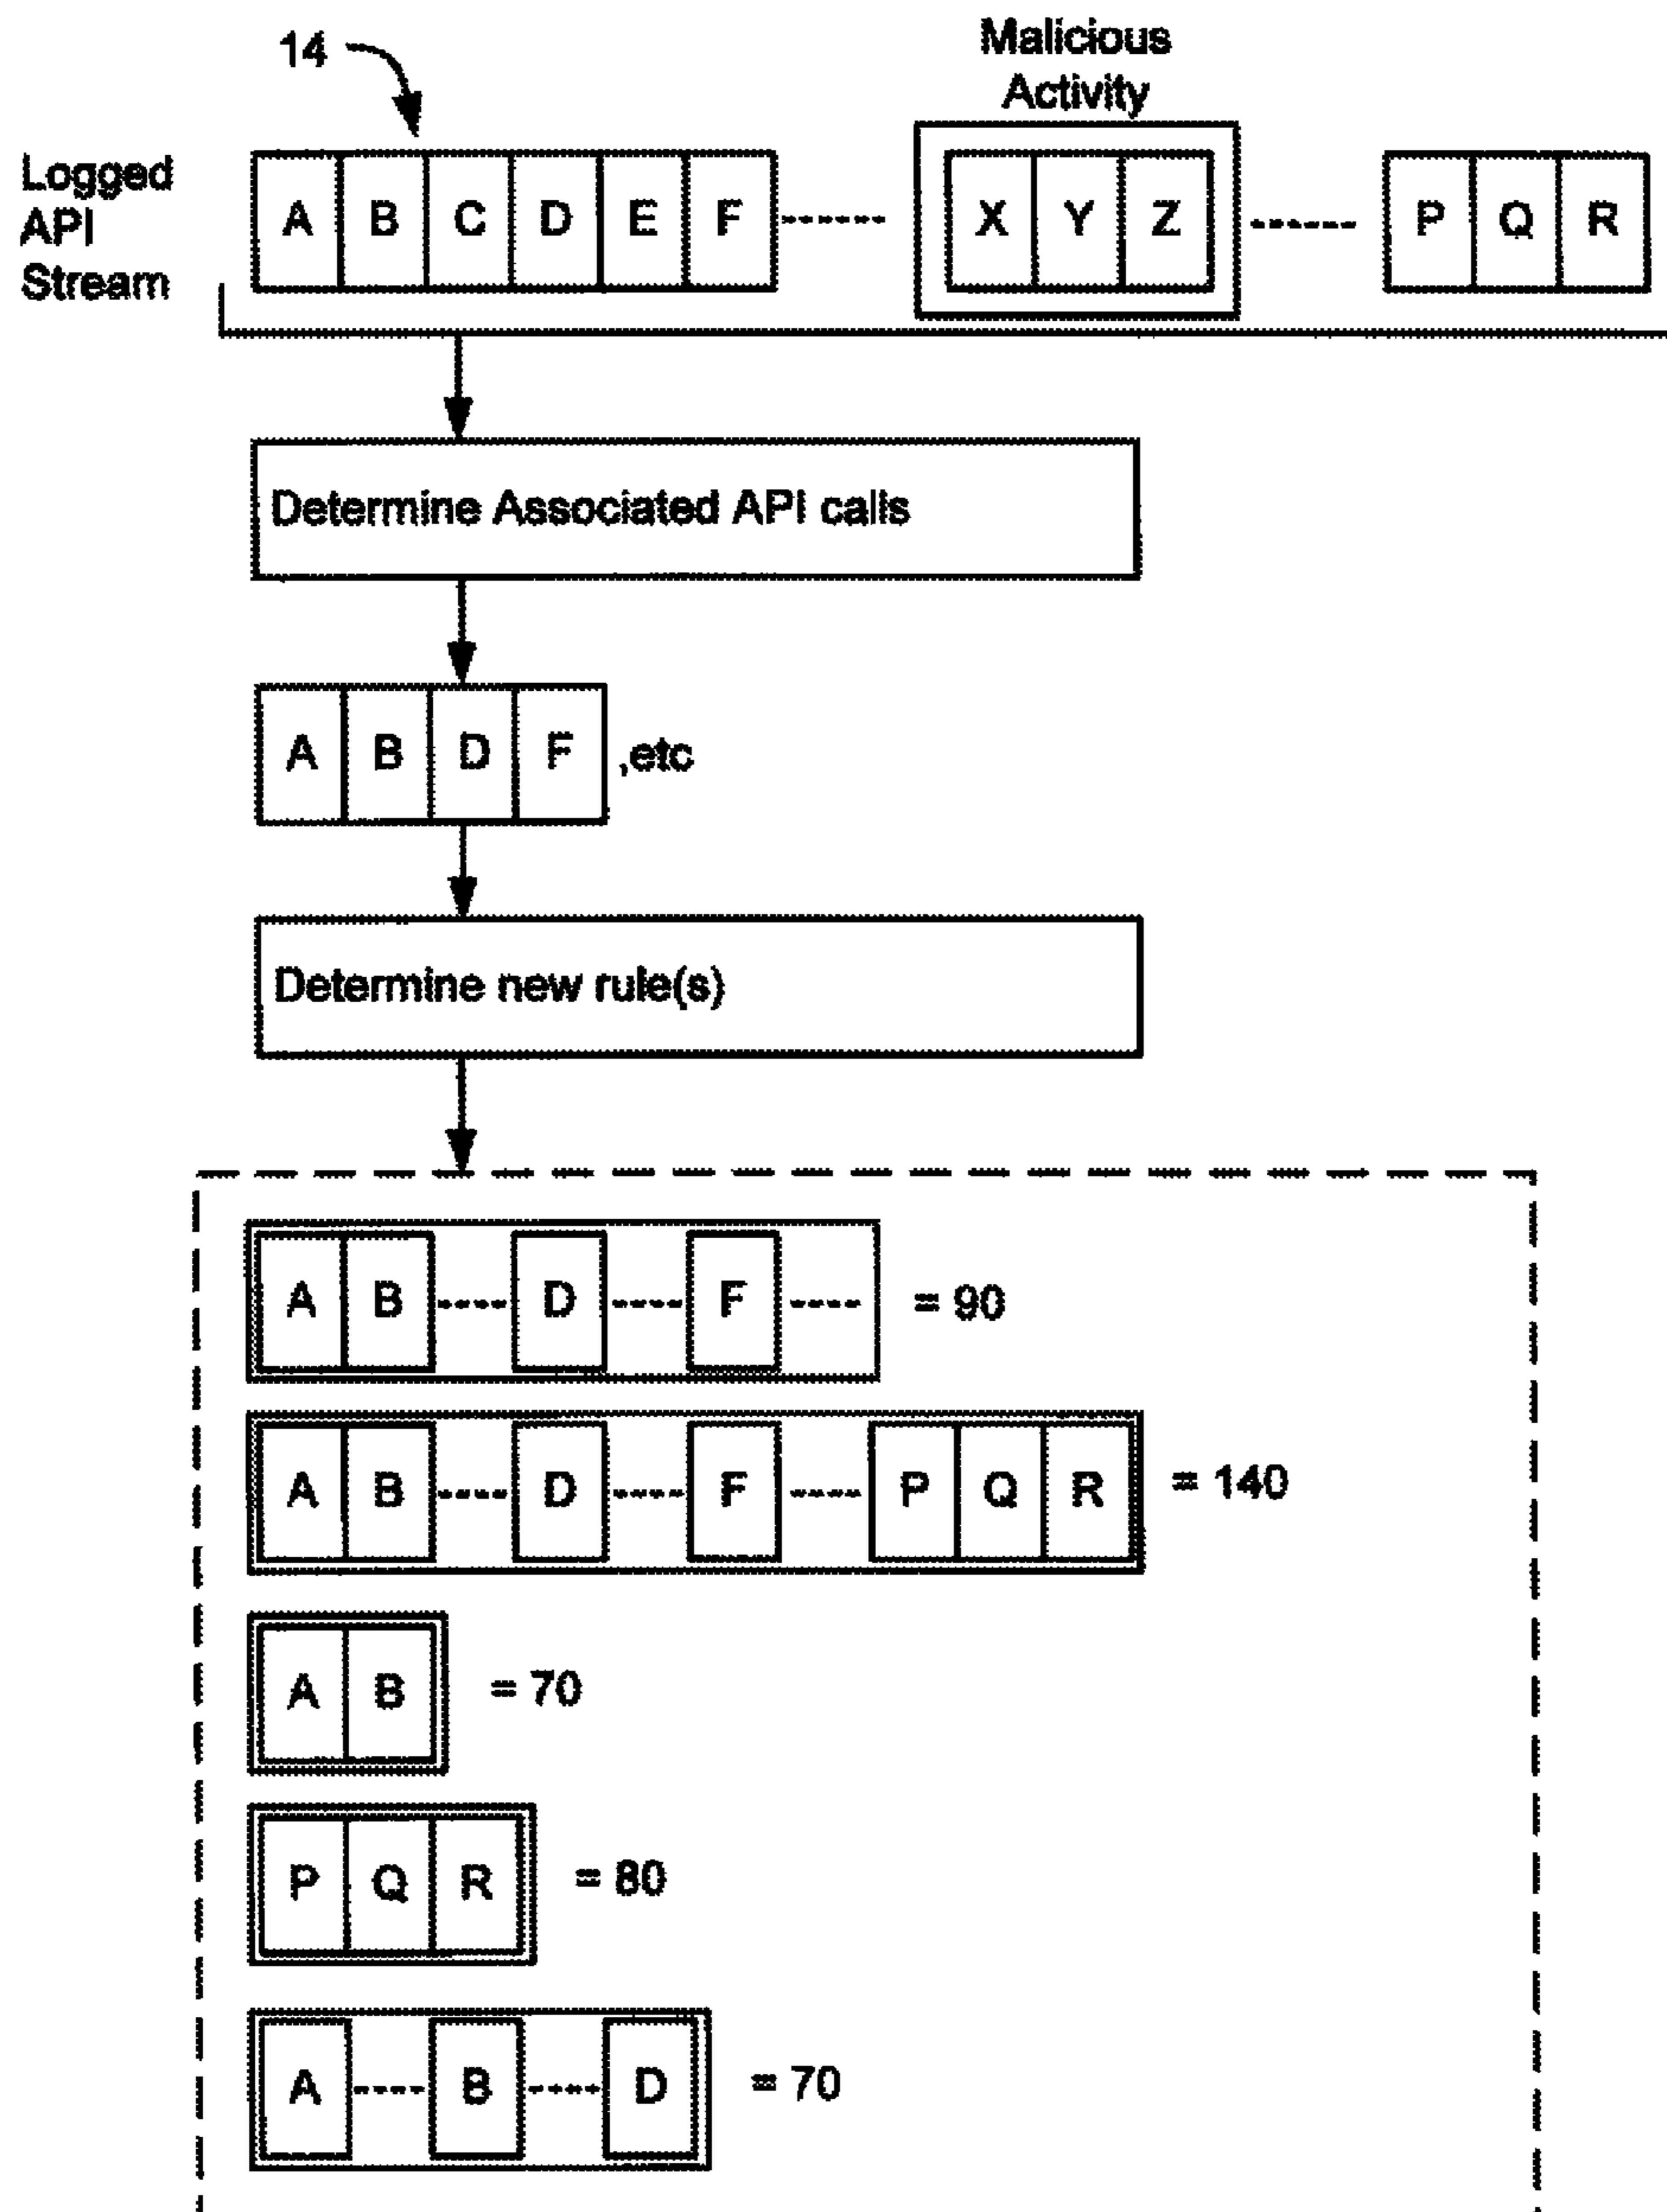 14
Malicious
Activity
Logged
API
Stream
A B C D E F ------ X Y Z ------ P Q R
Determine Associated API calls
A B D F ,etc
Determine new rule(s)
A B ---- D ---- F ---- = 90
A B ---- D ---- F ---- P Q R = 140
A B = 70
P Q R = 80
A ---- B ---- D = 70